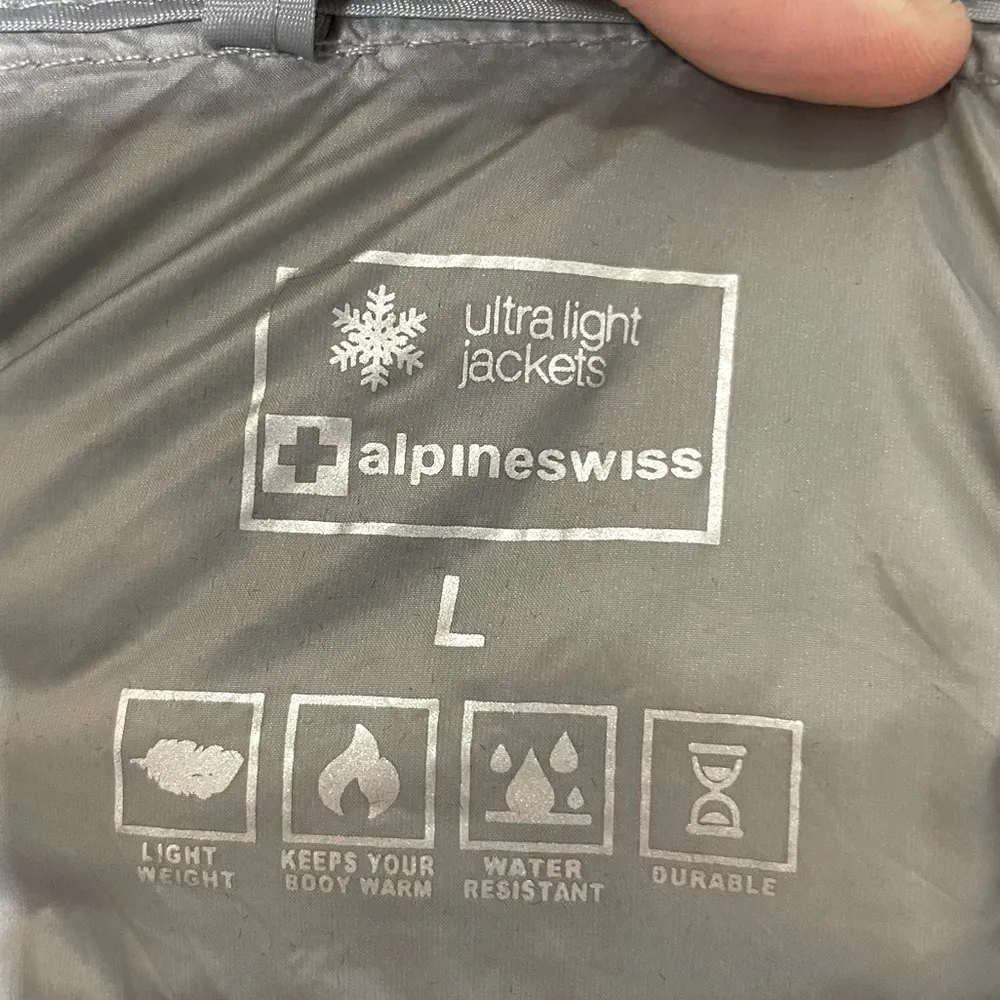 ultra light
jackets
alpineswiss
L
LIGHT
WEIGHT
KEEPS YOUR
BODY WARM
WATER
RESISTANT
DURABLE